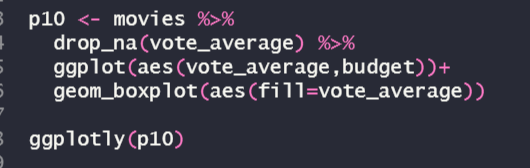 p10 <- movies %>%
  drop_na(vote_average) %>%
  ggplot(aes(vote_average,budget))+
  geom_boxplot(aes(fill=vote_average))

ggplotly(p10)